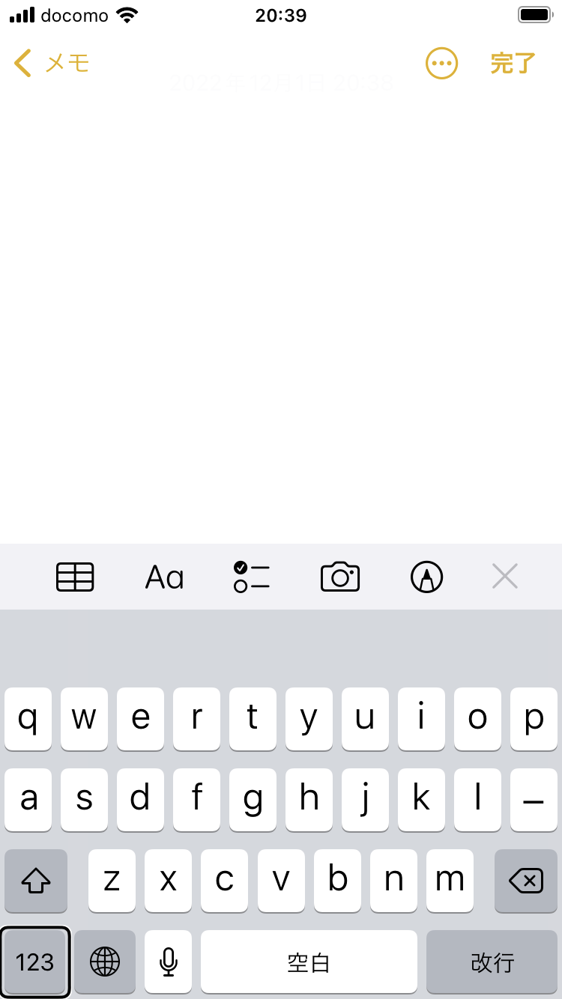 docomo 20:39
メモ 完了
2022年12月1日 20:38
Aa
q w e r t y u i o p
a s d f g h j k l ー
z x c v b n m
123 空白 改行